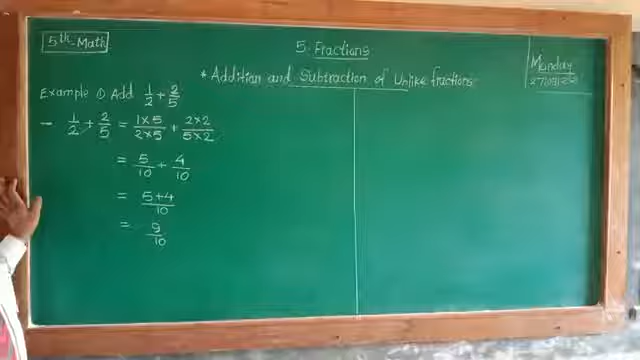 5th-Math
5. Fractions
* Addition and Subtraction of Unlike fractions:
Monday
Example ① Add 1/2 + 2/5
- 1/2 + 2/5 = 1×5/2×5 + 2×2/5×2
= 5/10 + 4/10
= 5+4/10
= 9/10